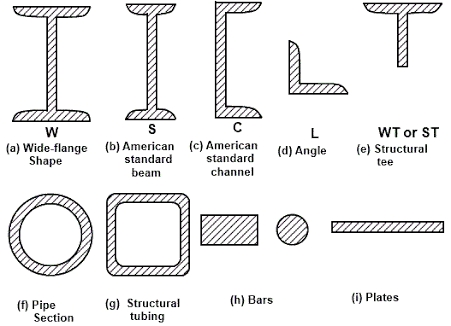 W
S
C
L
WT or ST
(a) Wide-flange
Shape
(b) American
standard
beam
(c) American
standard
channel
(d) Angle
(e) Structural
tee
(f) Pipe
Section
(g) Structural
tubing
(h) Bars
(i) Plates